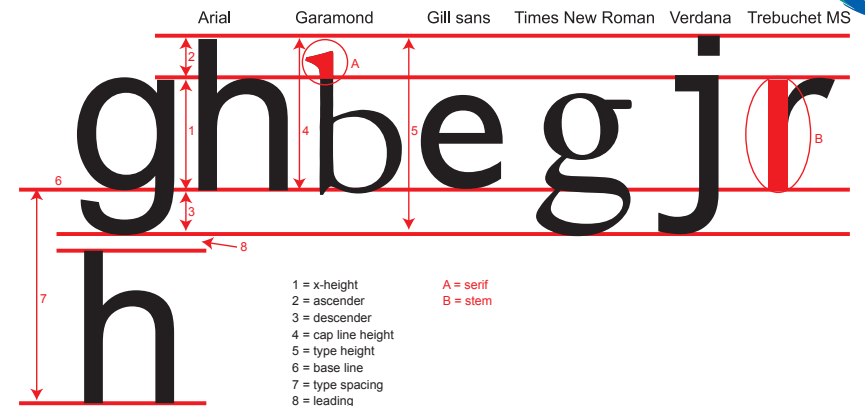 Arial Garamond Gill sans Times New Roman Verdana Trebuchet MS
ghbegjr
2
A
1
4
5
B
6
3
8
7
h
1 = x-height
2 = ascender
3 = descender
4 = cap line height
5 = type height
6 = base line
7 = type spacing
8 = leading
A = serif
B = stem